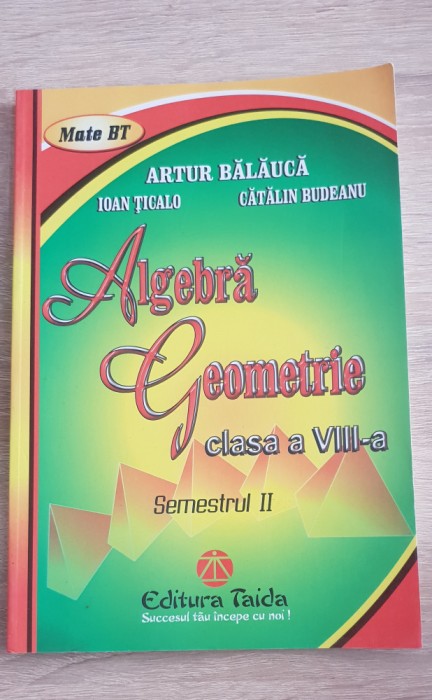 Mate BT
ARTUR BĂLĂUCĂ
IOAN ŢICALO CĂTĂLIN BUDEANU
Algebră
Geometrie
clasa a VIII-a
Semestrul II
Editura Taida
Succesul tău începe cu noi !